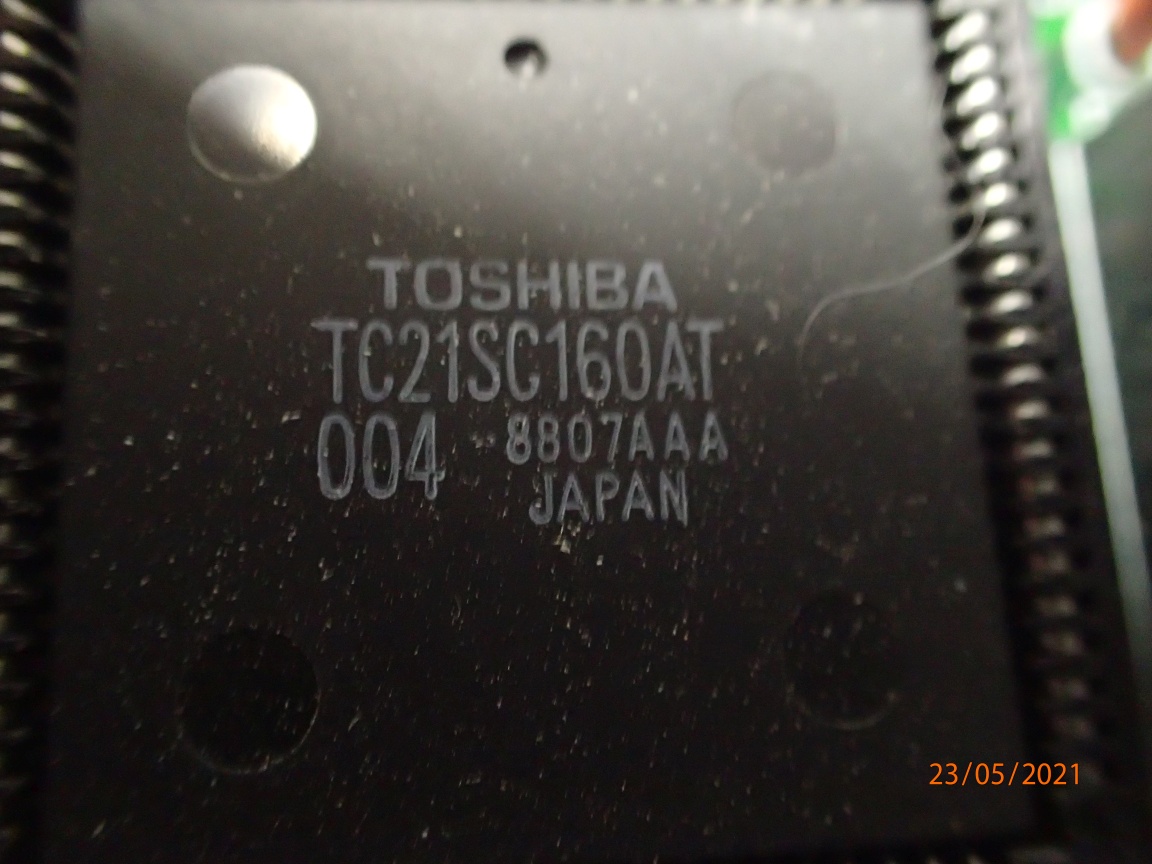 TOSHIBA
TC21SC160AT
004 8807AAA
JAPAN
23/05/2021